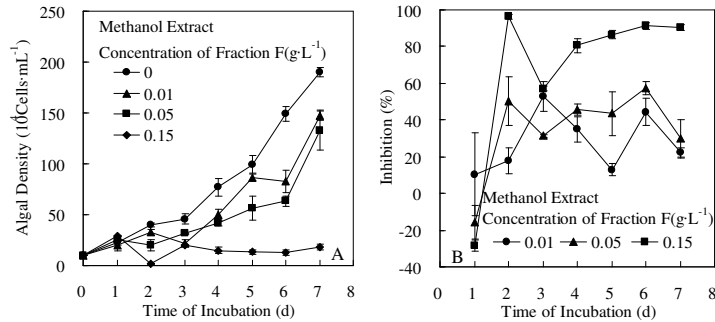 250
200
150
100
50
0
Algal Density (10⁴Cells·mL⁻¹)
Methanol Extract
Concentration of Fraction F(g·L⁻¹)
0
0.01
0.05
0.15
A
0 1 2 3 4 5 6 7 8
Time of Incubation (d)
100
80
60
40
20
0
-20
-40
Inhibition (%)
Methanol Extract
Concentration of Fraction F(g·L⁻¹)
0.01 0.05 0.15
B
0 1 2 3 4 5 6 7 8
Time of Incubation (d)